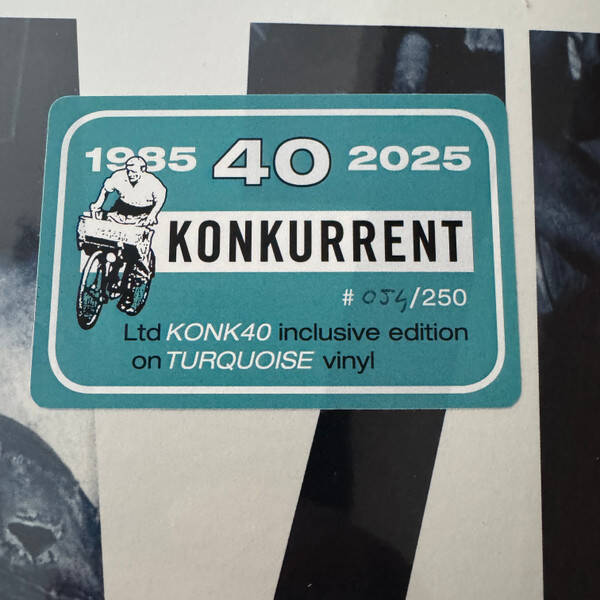 1985 40 2025
KONKURRENT
# 054/250
Ltd KONK40 inclusive edition
on TURQUOISE vinyl